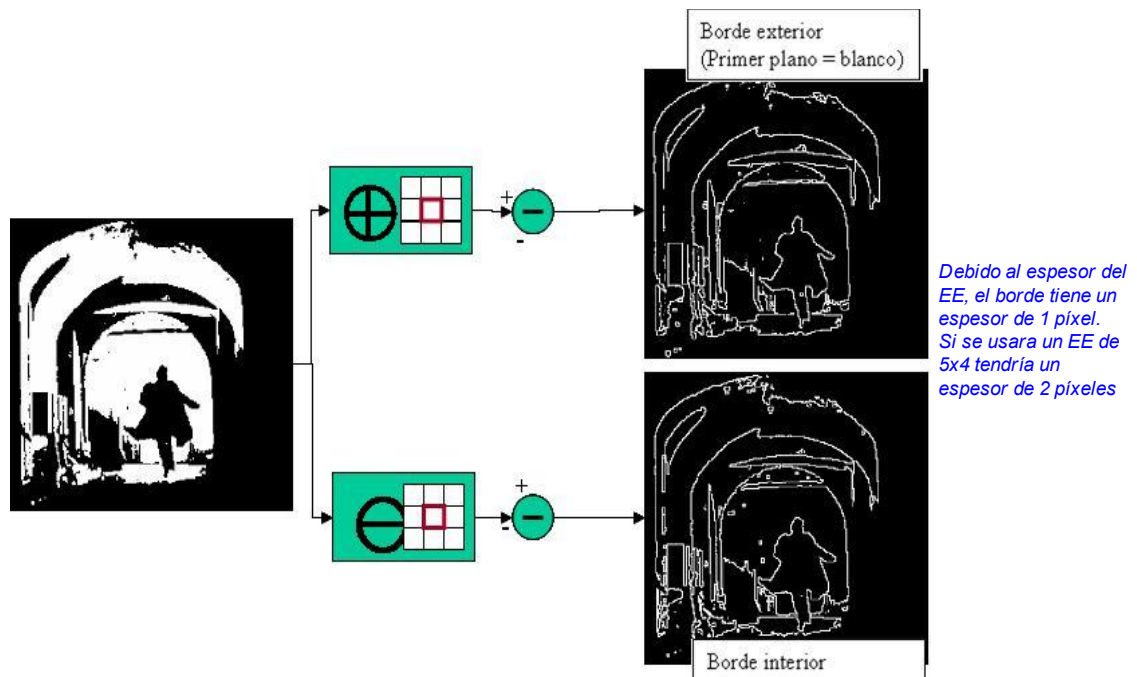 Borde exterior
(Primer plano = blanco)
+
-
Debido al espesor del
EE, el borde tiene un
espesor de 1 píxel.
Si se usara un EE de
5x4 tendría un
espesor de 2 píxeles
+
-
Borde interior